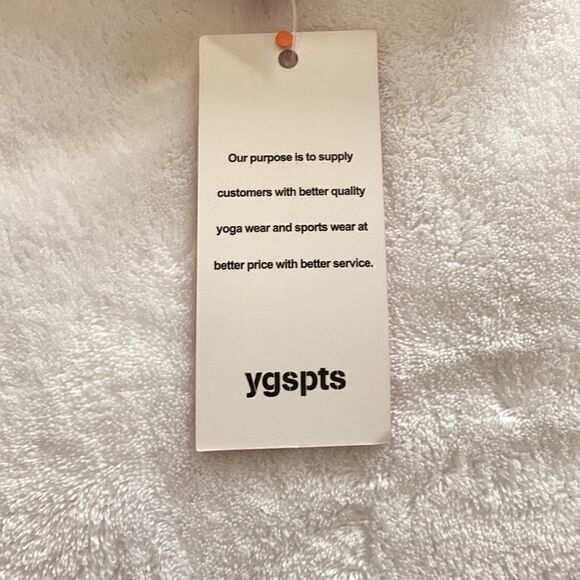 Our purpose is to supply
customers with better quality
yoga wear and sports wear at
better price with better service.
ygspts